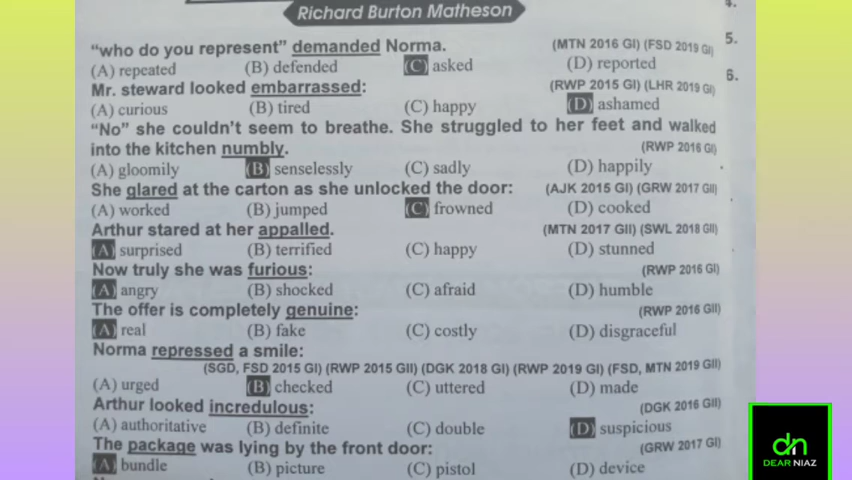 4.
Richard Burton Matheson
"who do you represent" demanded Norma. (MTN 2016 GI) (FSD 2019 GI) 5.
(A) repeated (B) defended (C) asked (D) reported
6.
Mr. steward looked embarrassed: (RWP 2015 GI) (LHR 2019 GI)
(A) curious (B) tired (C) happy (D) ashamed
"No" she couldn't seem to breathe. She struggled to her feet and walked
into the kitchen numbly. (RWP 2016 GI)
(A) gloomily (B) senselessly (C) sadly (D) happily
She glared at the carton as she unlocked the door: (AJK 2015 GI) (GRW 2017 GII)
(A) worked (B) jumped (C) frowned (D) cooked
Arthur stared at her appalled. (MTN 2017 GII) (SWL 2018 GII)
(A) surprised (B) terrified (C) happy (D) stunned
Now truly she was furious: (RWP 2016 GI)
(A) angry (B) shocked (C) afraid (D) humble
The offer is completely genuine: (RWP 2016 GII)
(A) real (B) fake (C) costly (D) disgraceful
Norma repressed a smile:
(SGD, FSD 2015 GI) (RWP 2015 GII) (DGK 2018 GI) (RWP 2019 GI) (FSD, MTN 2019 GII)
(A) urged (B) checked (C) uttered (D) made
Arthur looked incredulous: (DGK 2016 GII)
(A) authoritative (B) definite (C) double (D) suspicious
The package was lying by the front door: (GRW 2017 GI)
(A) bundle (B) picture (C) pistol (D) device
dn
DEAR NIAZ